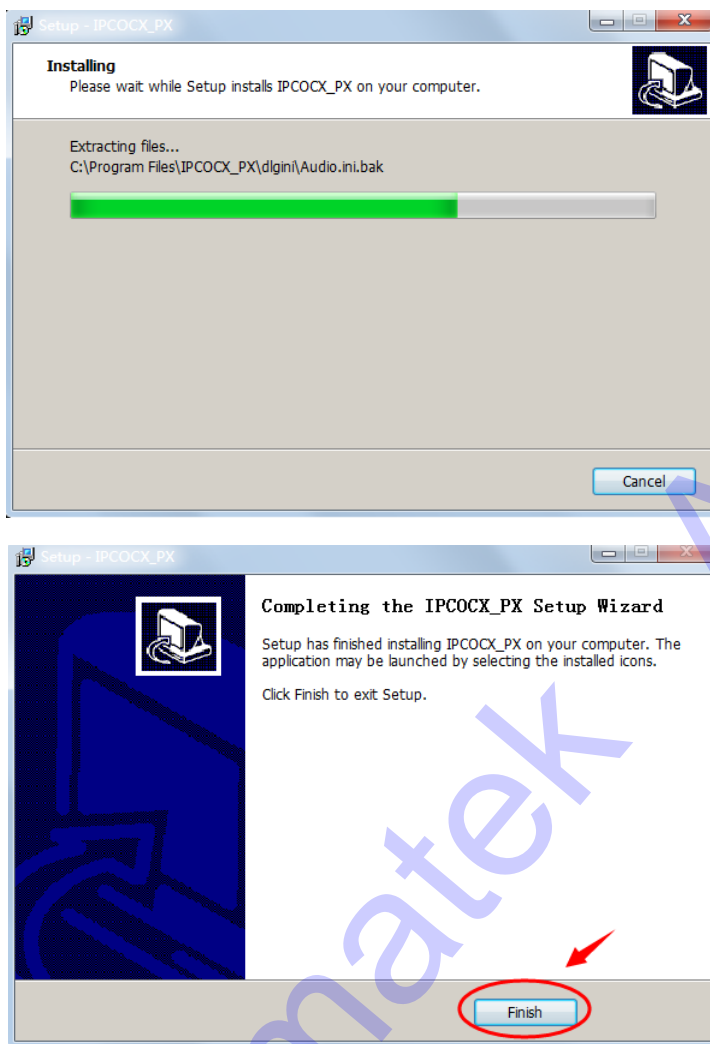 Setup - IPCOCX_PX
Installing
Please wait while Setup installs IPCOCX_PX on your computer.
Extracting files...
C:\Program Files\IPCOCX_PX\dlgini\Audio.ini.bak
Cancel
Setup - IPCOCX_PX
Completing the IPCOCX_PX Setup Wizard
Setup has finished installing IPCOCX_PX on your computer. The
application may be launched by selecting the installed icons.
Click Finish to exit Setup.
Finish
matek